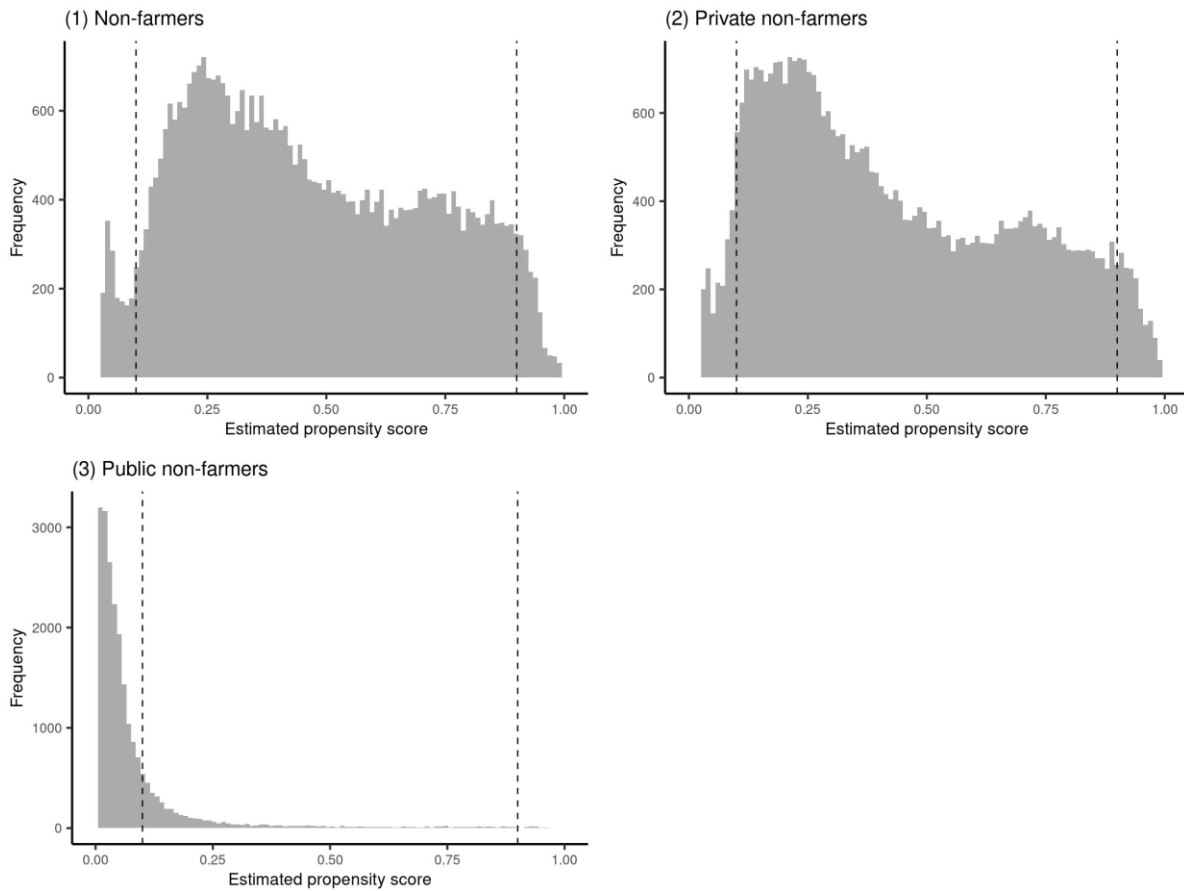 (1) Non-farmers
600
400
200
0
Frequency
0.00 0.25 0.50 0.75 1.00
Estimated propensity score
(2) Private non-farmers
600
400
200
0
Frequency
0.00 0.25 0.50 0.75 1.00
Estimated propensity score
(3) Public non-farmers
3000
2000
1000
0
Frequency
0.00 0.25 0.50 0.75 1.00
Estimated propensity score